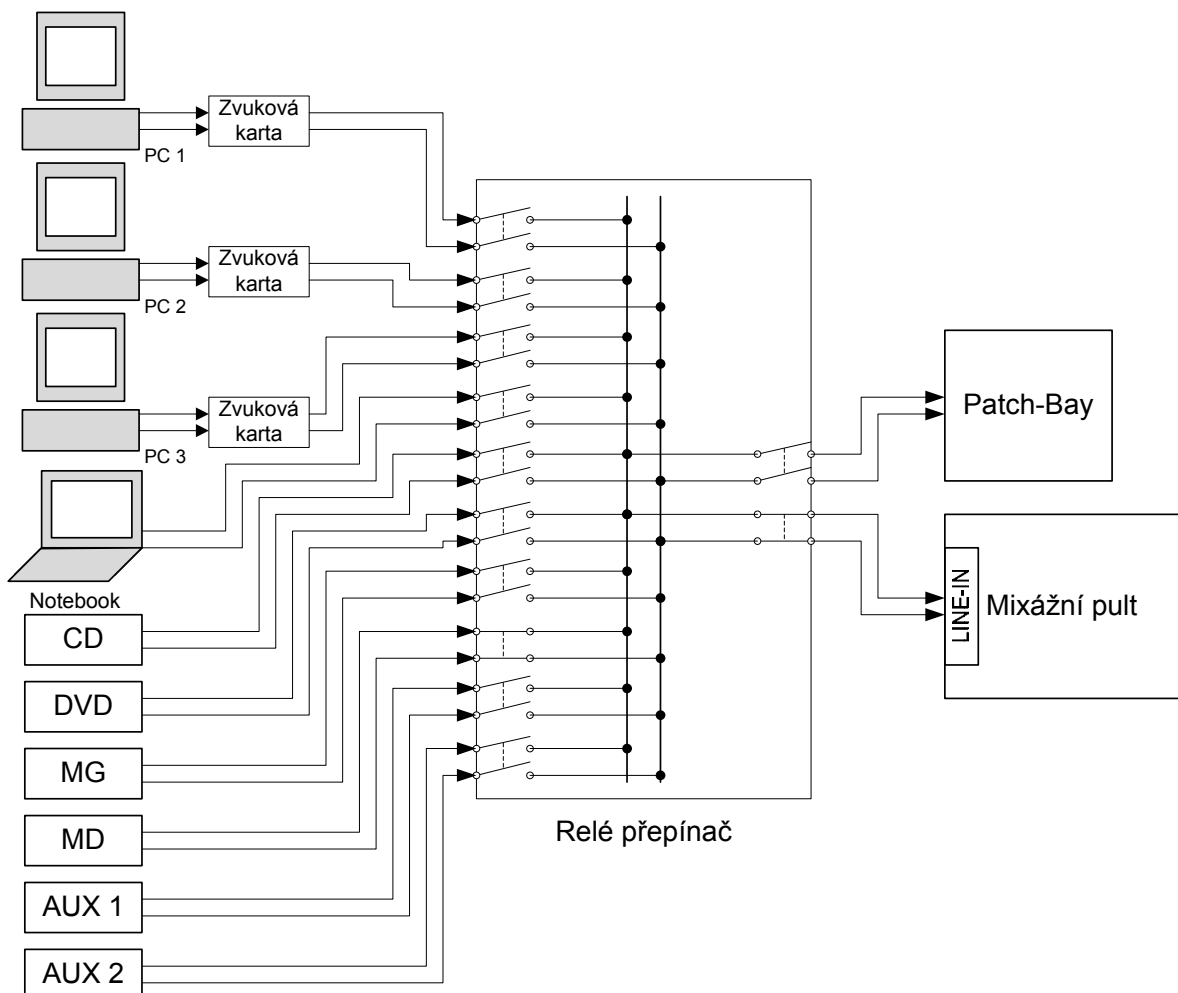 Zvuková
karta
PC 1
Zvuková
karta
PC 2
Zvuková
karta
PC 3
Notebook
CD
DVD
MG
MD
AUX 1
AUX 2
Relé přepínač
Patch-Bay
LINE-IN
Mixážní pult